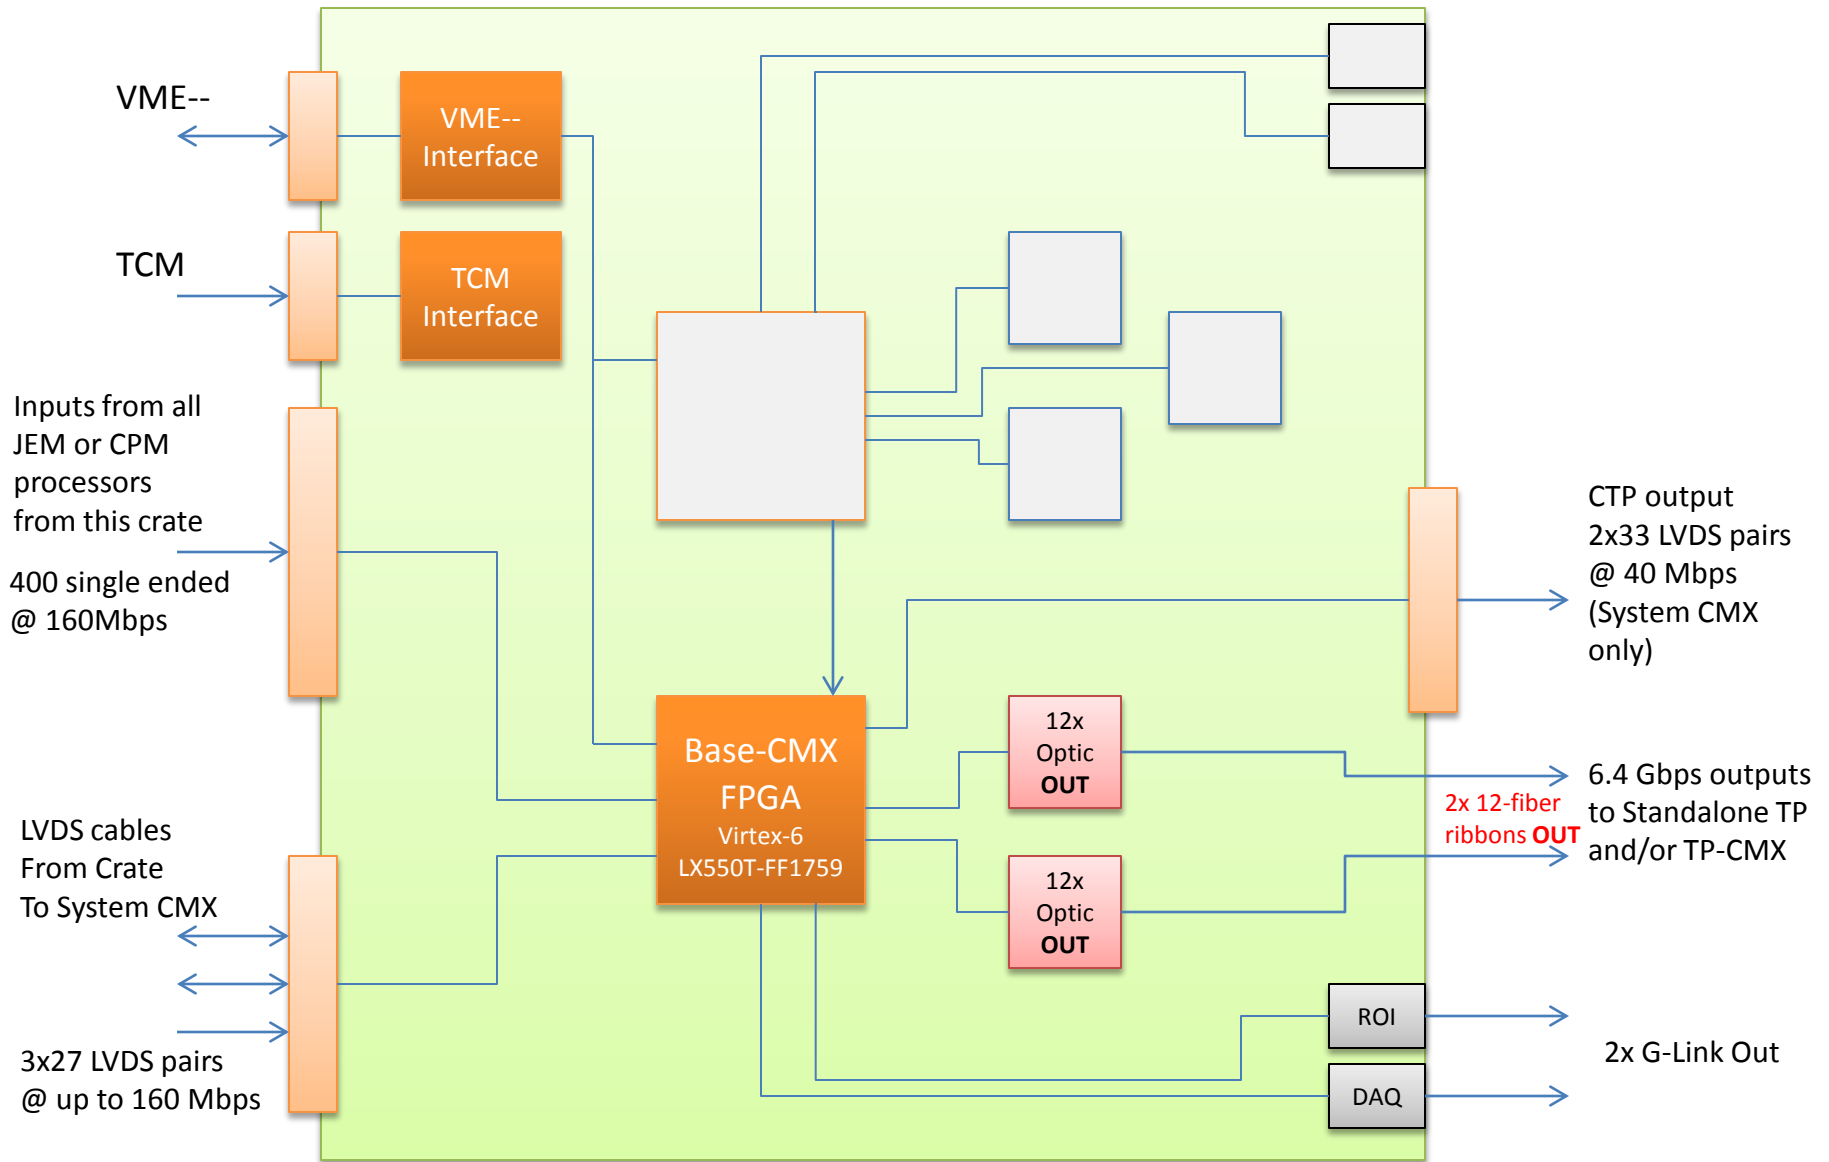 VME--
VME--
Interface
TCM
TCM
Interface
Inputs from all
JEM or CPM
processors
from this crate
400 single ended
@ 160Mbps
LVDS cables
From Crate
To System CMX
3x27 LVDS pairs
@ up to 160 Mbps
Base-CMX
FPGA
Virtex-6
LX550T-FF1759
12x
Optic
OUT
12x
Optic
OUT
CTP output
2x33 LVDS pairs
@ 40 Mbps
(System CMX
only)
2x 12-fiber
ribbons OUT
6.4 Gbps outputs
to Standalone TP
and/or TP-CMX
ROI
DAQ
2x G-Link Out